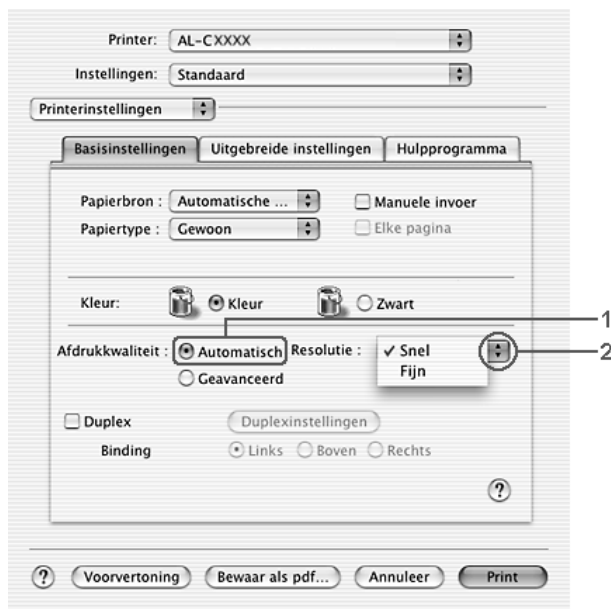 Printer: AL-CXXXX
Instellingen: Standaard
Printerinstellingen
Basisinstellingen Uitgebreide instellingen Hulpprogramma
Papierbron : Automatische ... Manuele invoer
Papiertype : Gewoon Elke pagina
Kleur: Kleur Zwart
1
Afdrukkwaliteit : Automatisch Resolutie : ✓ Snel 2
Geavanceerd Fijn
Duplex Duplexinstellingen
Binding Links Boven Rechts
?
? Voorvertoning Bewaar als pdf... Annuleer Print